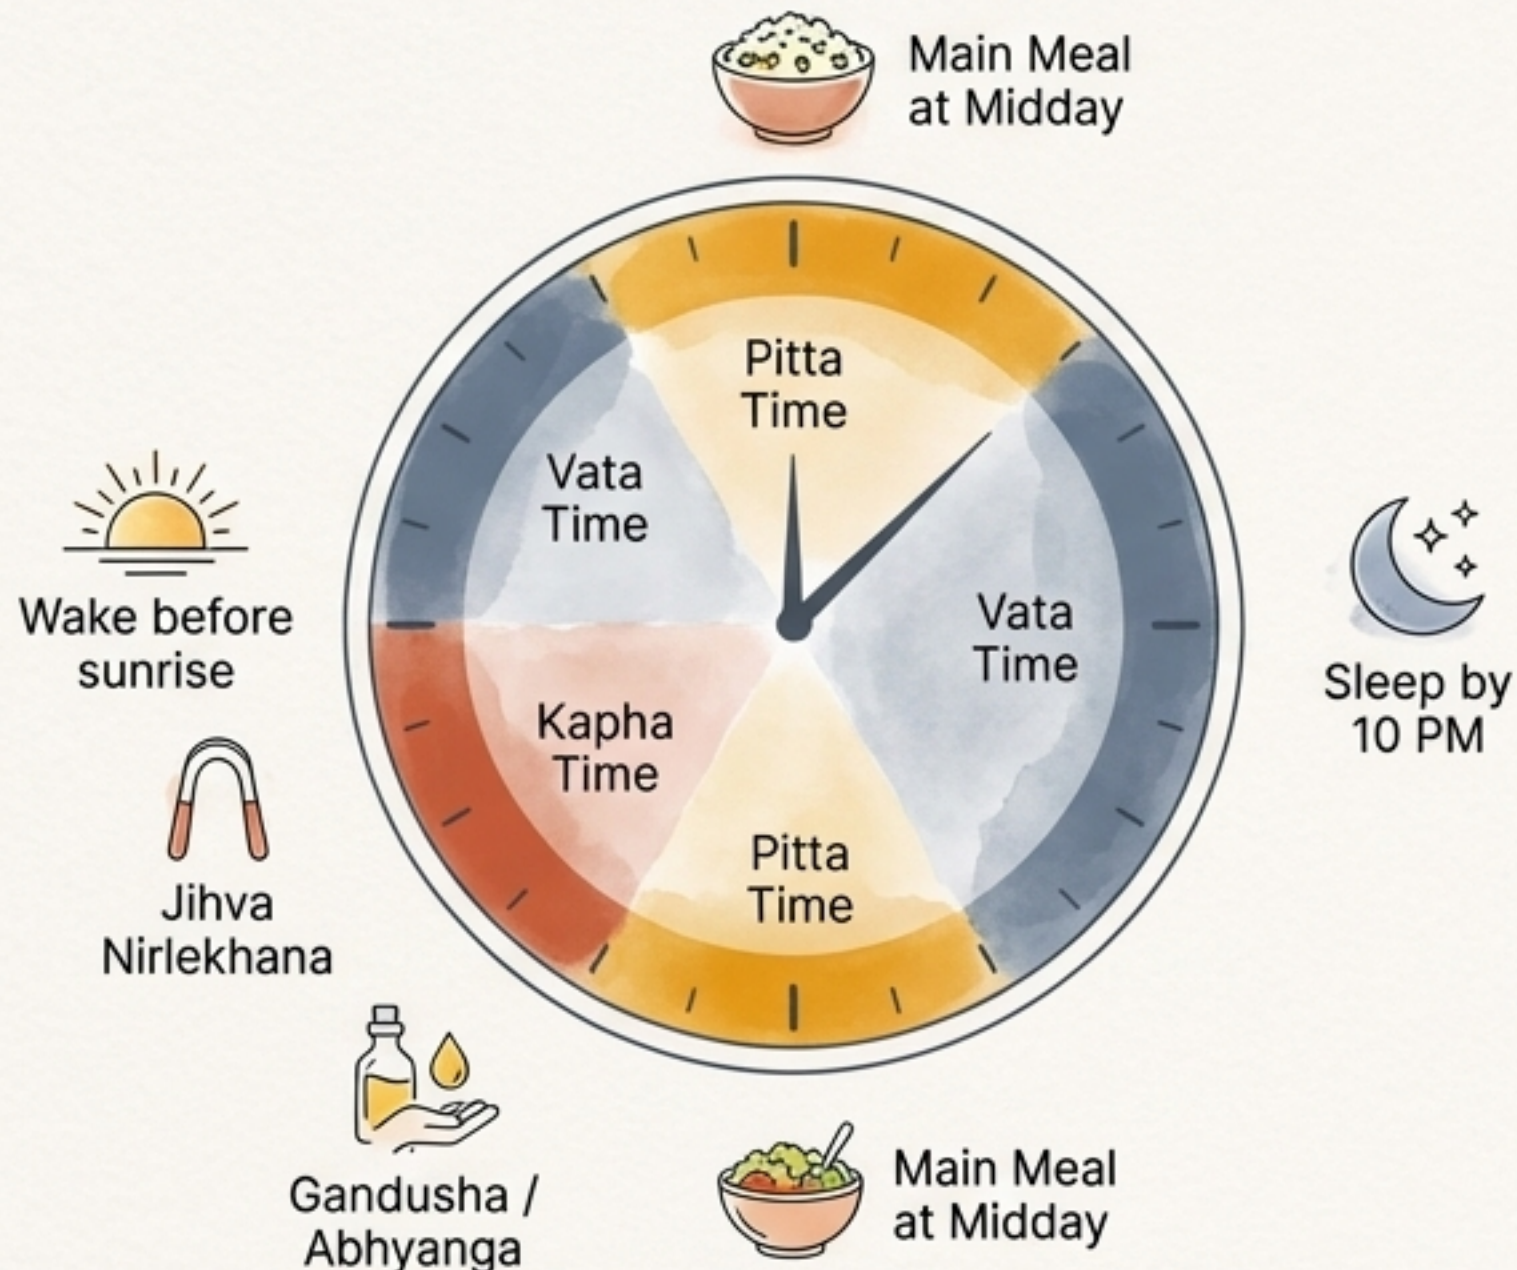 Main Meal
at Midday
Pitta
Time
Vata
Time
Vata
Time
Kapha
Time
Pitta
Time
Wake before
sunrise
Jihva
Nirlekhana
Gandusha /
Abhyanga
Sleep by
10 PM
Main Meal
at Midday